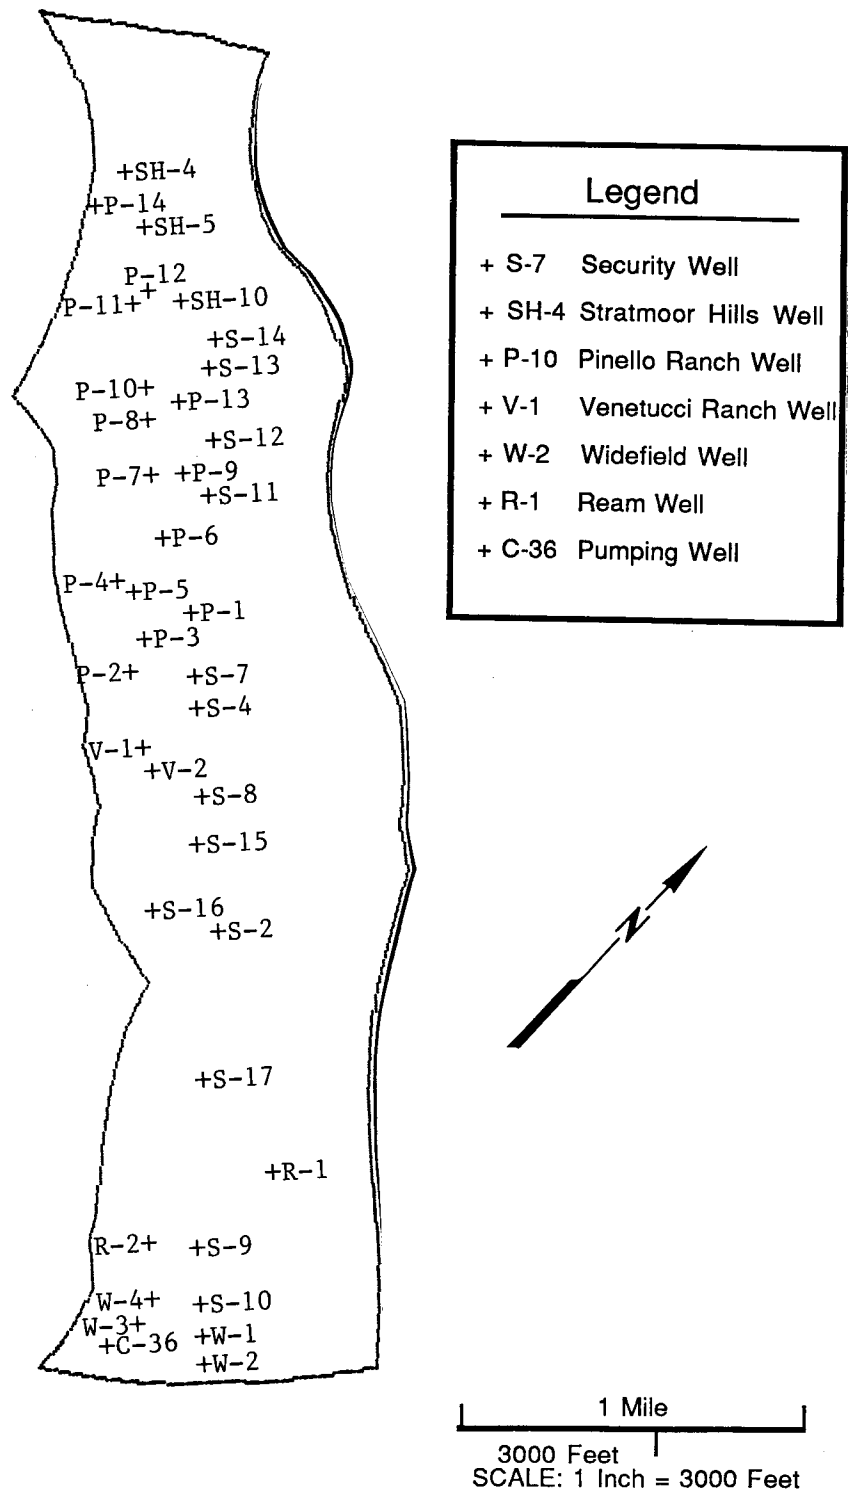 +SH-4
+P-14
+SH-5
P-12
+
P-11+
+SH-10
+S-14
+S-13
P-10+
+P-13
P-8+
+S-12
P-7+
+P-9
+S-11
+P-6
P-4+
+P-5
+P-1
+P-3
P-2+
+S-7
+S-4
V-1+
+V-2
+S-8
+S-15
+S-16
+S-2
+S-17
+R-1
R-2+
+S-9
W-4+
+S-10
W-3+
+C-36
+W-1
+W-2
Legend
+ S-7 Security Well
+ SH-4 Stratmoor Hills Well
+ P-10 Pinello Ranch Well
+ V-1 Venetucci Ranch Well
+ W-2 Widefield Well
+ R-1 Ream Well
+ C-36 Pumping Well
N
1 Mile
3000 Feet
SCALE: 1 Inch = 3000 Feet